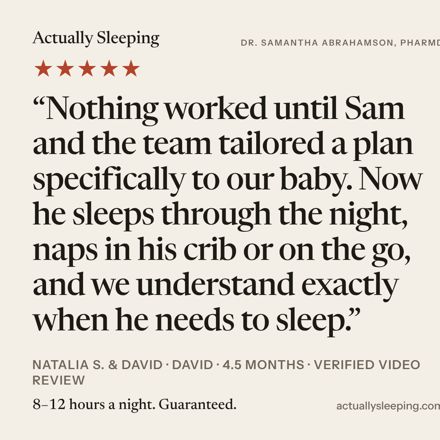 Actually Sleeping
DR. SAMANTHA ABRAHAMSON, PHARMD
★★★★★
“Nothing worked until Sam
and the team tailored a plan
specifically to our baby. Now
he sleeps through the night,
naps in his crib or on the go,
and we understand exactly
when he needs to sleep.”
NATALIA S. & DAVID · DAVID · 4.5 MONTHS · VERIFIED VIDEO
REVIEW
8–12 hours a night. Guaranteed.
actuallysleeping.com